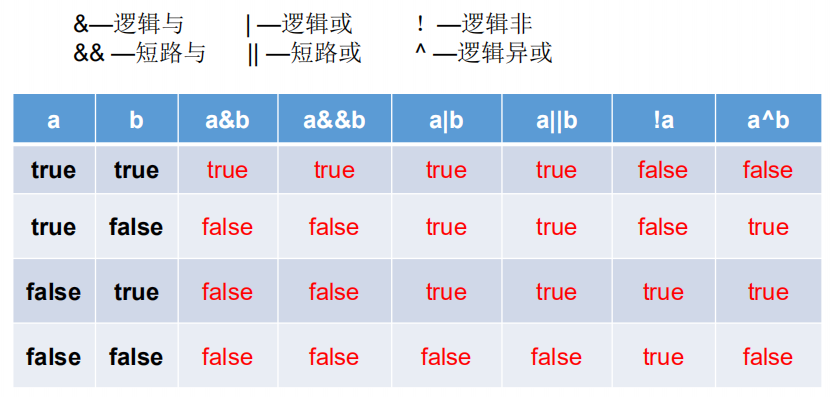 &—逻辑与 |—逻辑或 ！—逻辑非
&& —短路与 || —短路或 ^ —逻辑异或
a b a&b a&&b a|b a||b !a a^b
true true true true true true false false
true false false false true true false true
false true false false true true true true
false false false false false false true false